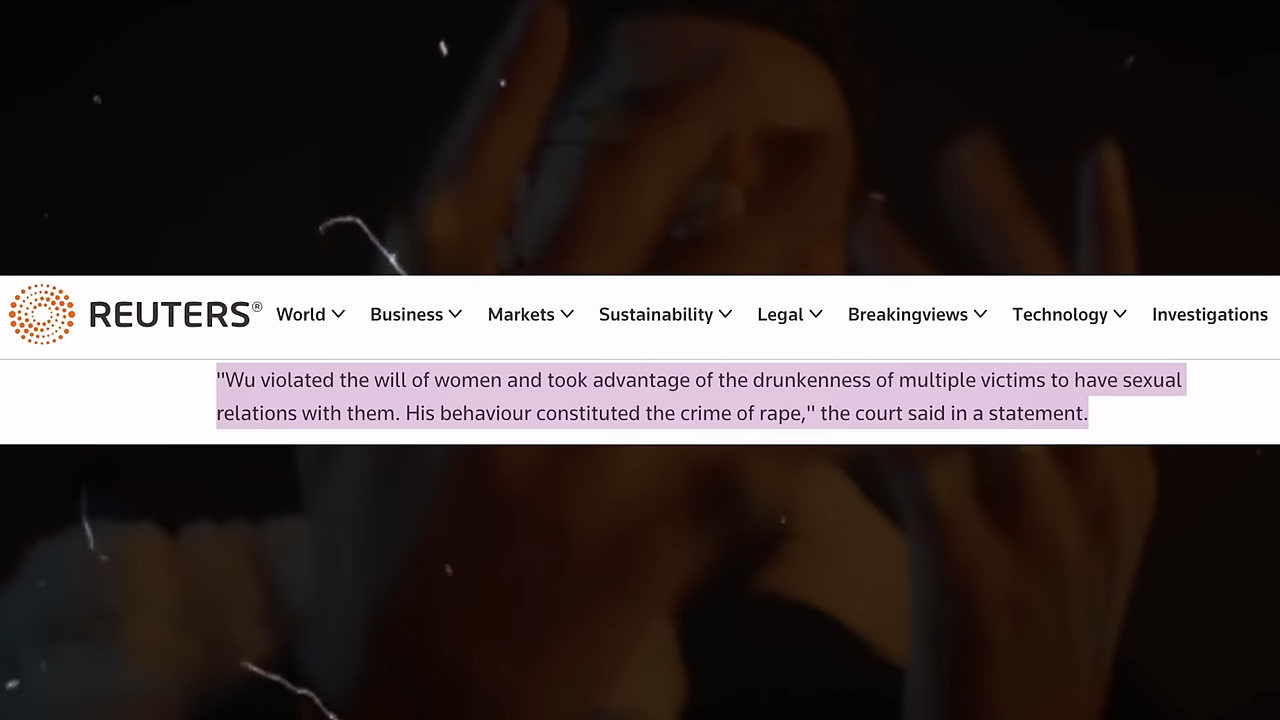 REUTERS® World Business Markets Sustainability Legal Breakingviews Technology Investigations
"Wu violated the will of women and took advantage of the drunkenness of multiple victims to have sexual
relations with them. His behaviour constituted the crime of rape," the court said in a statement.